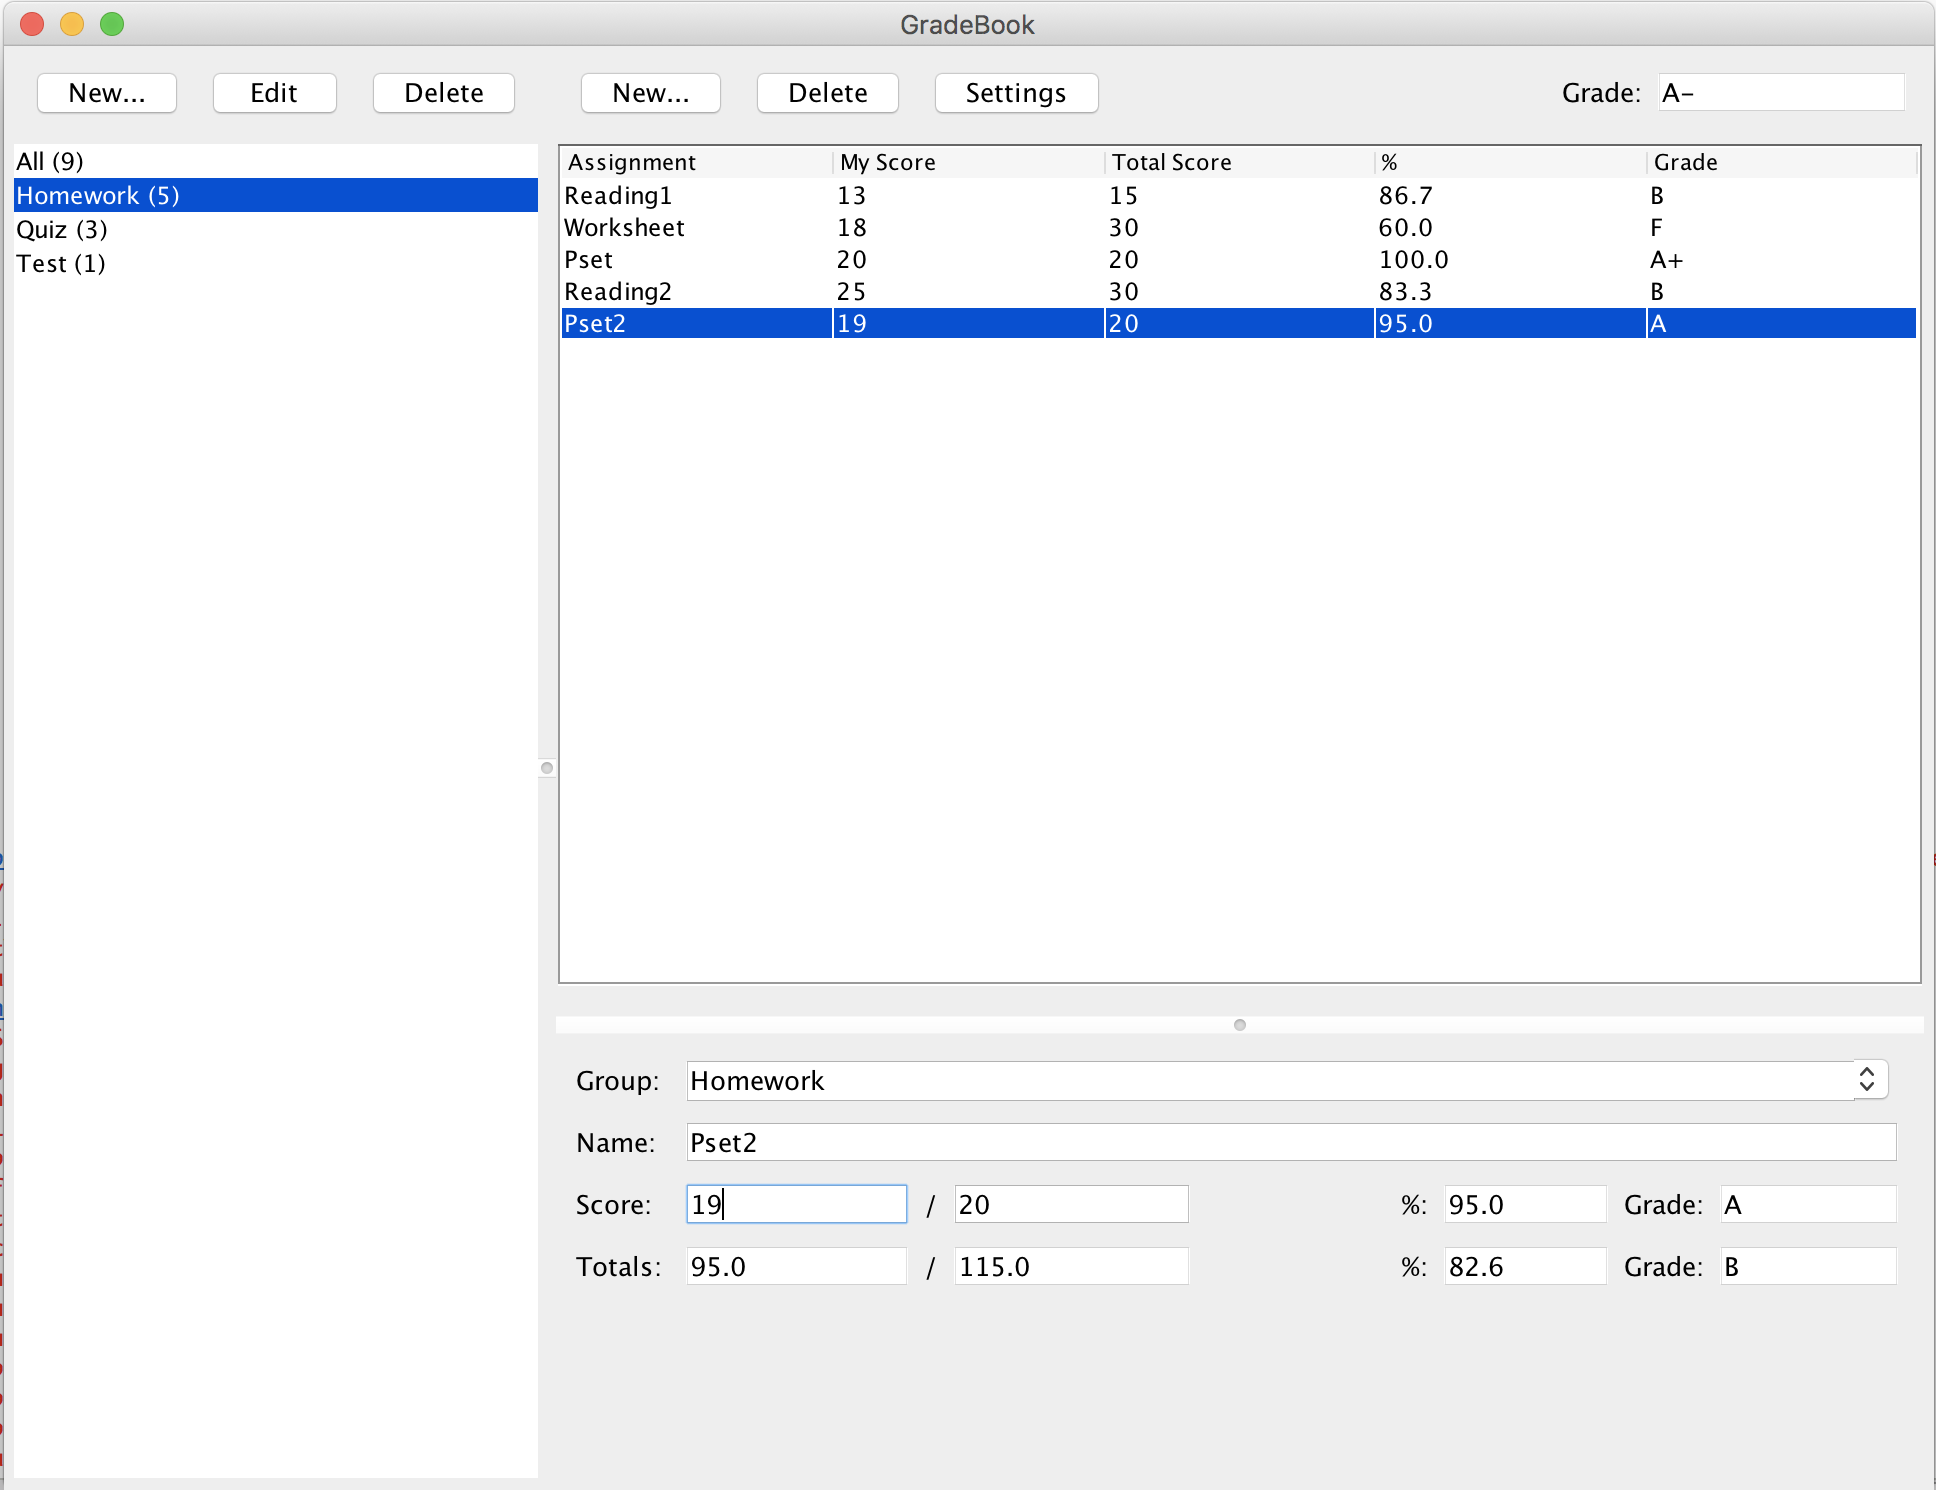 GradeBook
New... Edit Delete New... Delete Settings Grade: A-
All (9)
Homework (5)
Quiz (3)
Test (1)
Assignment My Score Total Score % Grade
Reading1 13 15 86.7 B
Worksheet 18 30 60.0 F
Pset 20 20 100.0 A+
Reading2 25 30 83.3 B
Pset2 19 20 95.0 A
Group: Homework
Name: Pset2
Score: 19 / 20 %: 95.0 Grade: A
Totals: 95.0 / 115.0 %: 82.6 Grade: B